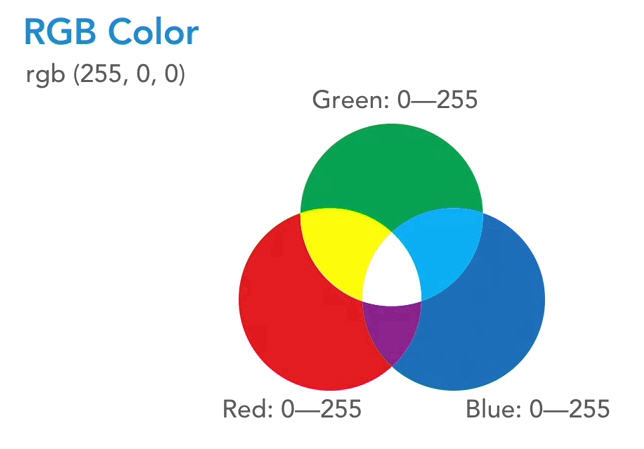 RGB Color
rgb (255, 0, 0)
Green: 0—255
Red: 0—255
Blue: 0—255